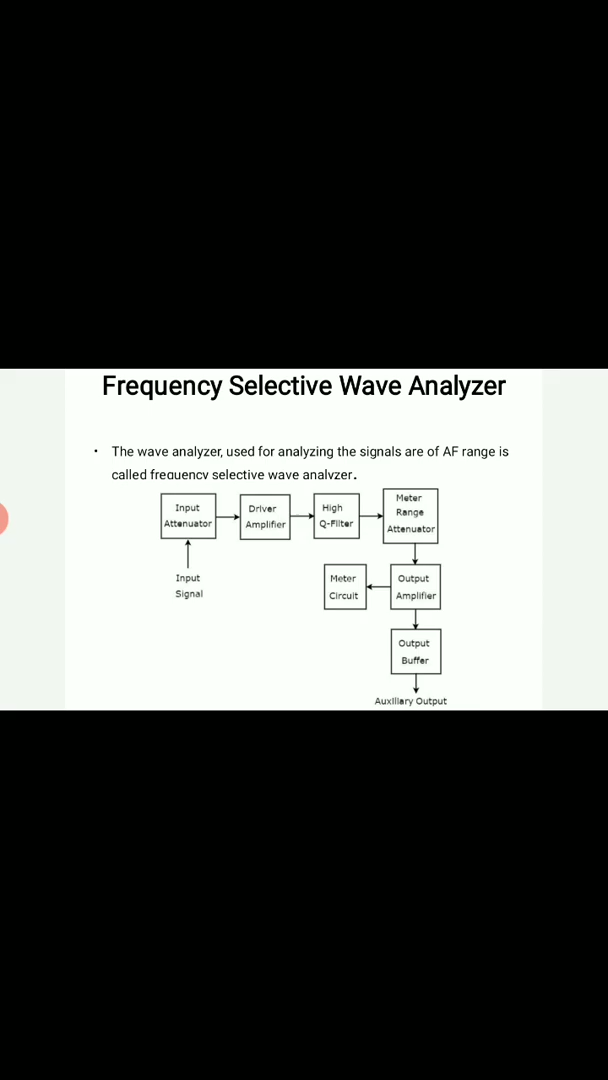 Frequency Selective Wave Analyzer
• The wave analyzer, used for analyzing the signals are of AF range is
called frequency selective wave analyzer.
Input
Attenuator
Driver
Amplifier
High
Q-Filter
Meter
Range
Attenuator
Input
Signal
Meter
Circuit
Output
Amplifier
Output
Buffer
Auxiliary Output